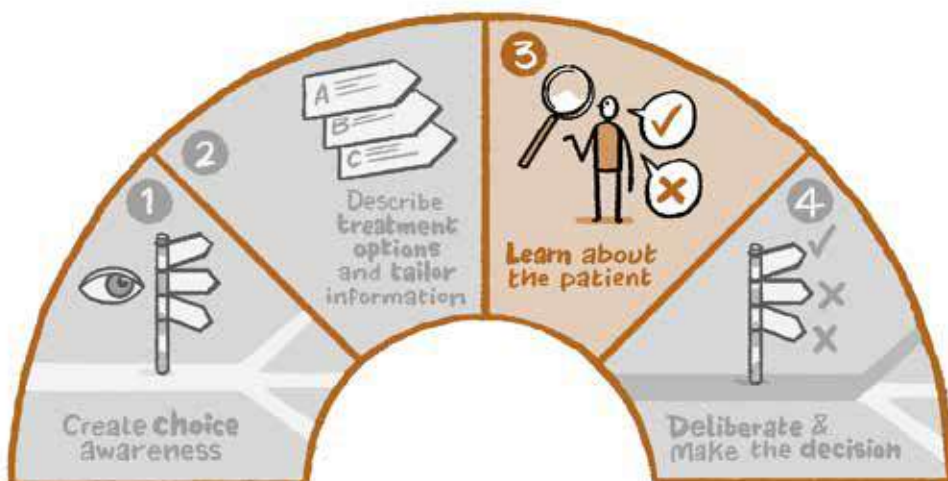 1
Create choice
awareness
2
A
B
C
Describe
treatment
options
and tailor
information
3
Learn about
the patient
4
Deliberate &
Make the decision